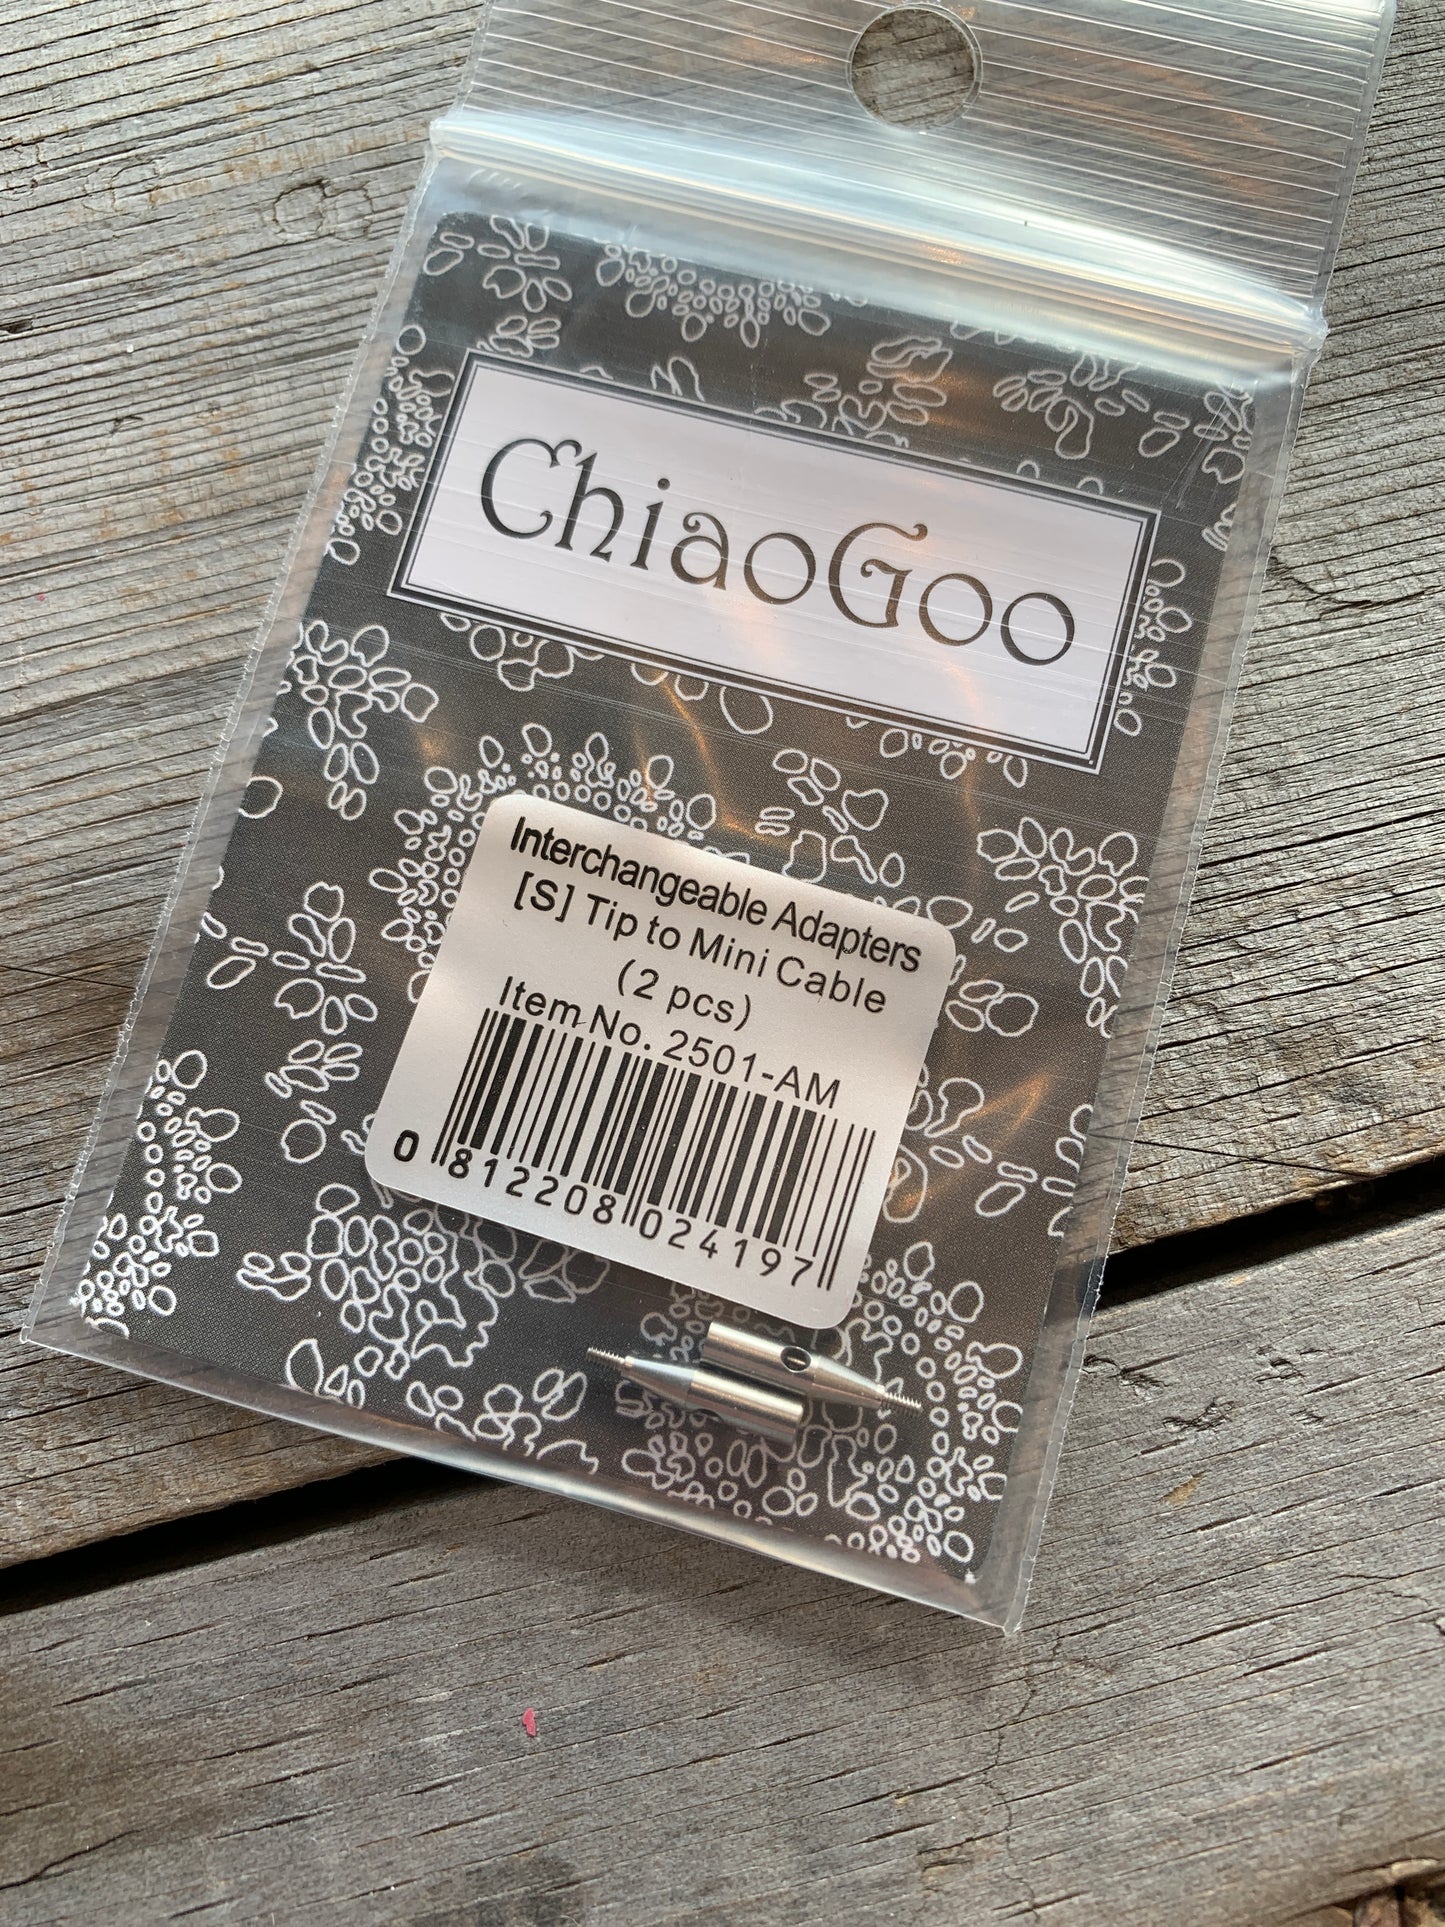 ChiaoGoo
Interchangeable Adapters
[S] Tip to Mini Cable
(2 pcs)
Item No. 2501-AM
0 812208 024197